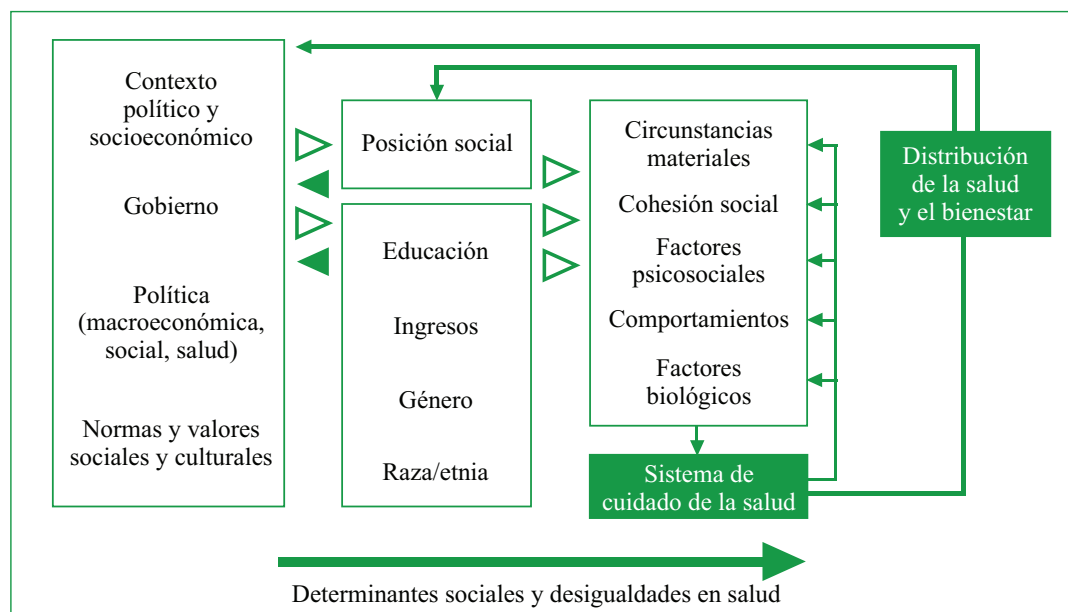 Contexto
político y
socioeconómico
Gobierno
Política
(macroeconómica,
social, salud)
Normas y valores
sociales y culturales
Posición social
Educación
Ingresos
Género
Raza/etnia
Circunstancias
materiales
Cohesión social
Factores
psicosociales
Comportamientos
Factores
biológicos
Sistema de
cuidado de la salud
Distribución
de la salud
y el bienestar
Determinantes sociales y desigualdades en salud